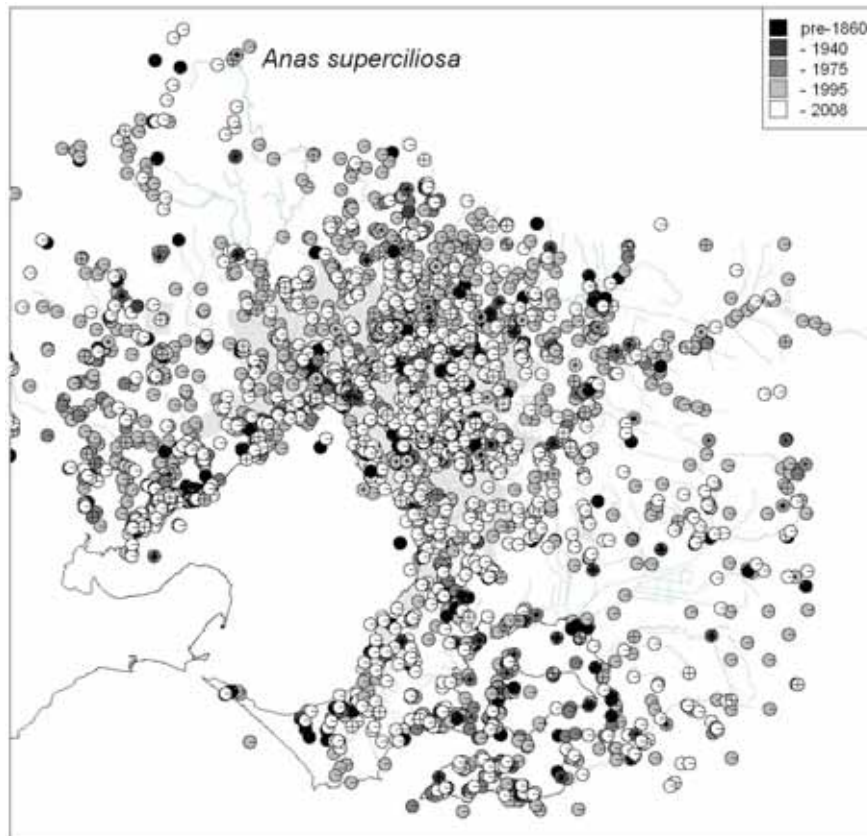 Anas superciliosa
pre-1860
- 1940
- 1975
- 1995
- 2008